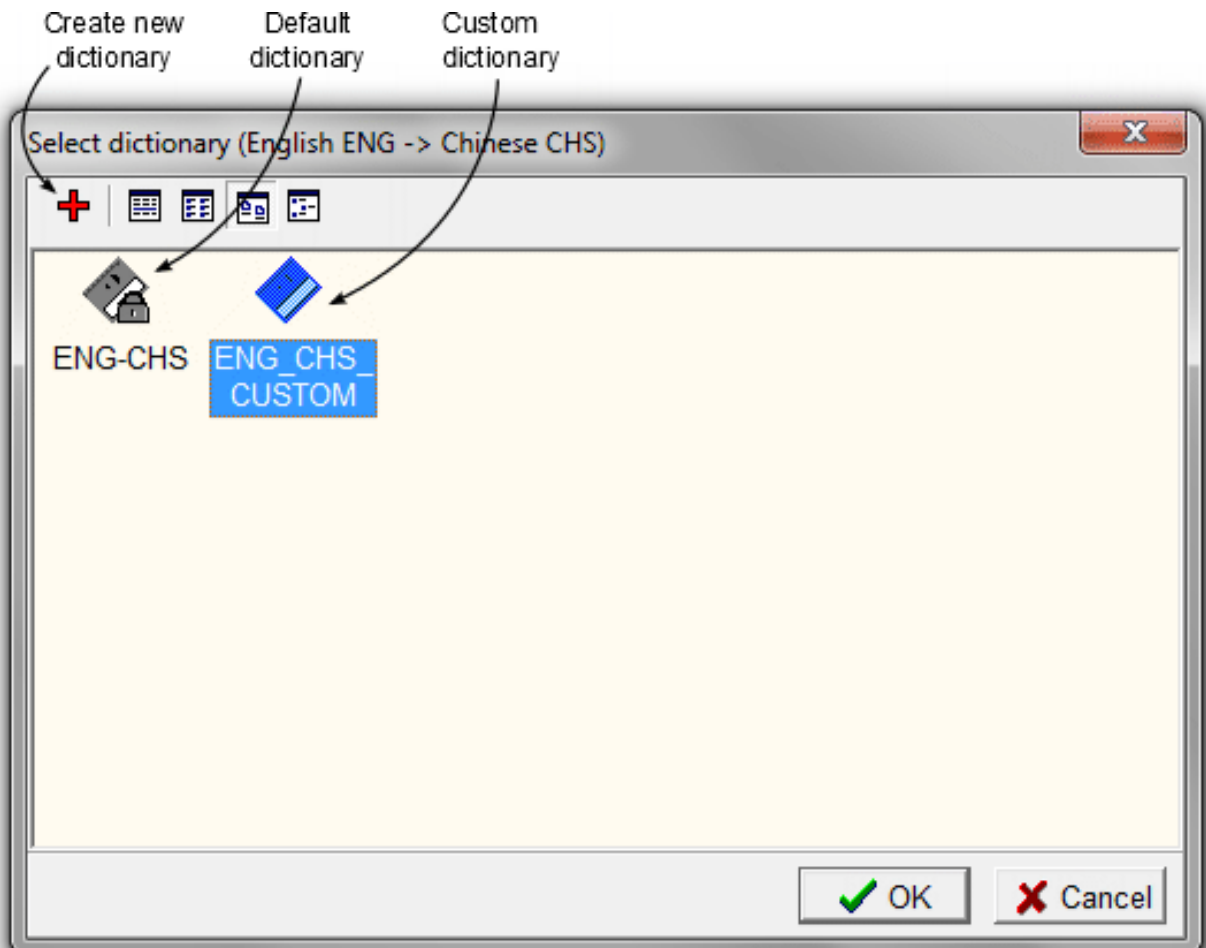 Create new
dictionary
Default
dictionary
Custom
dictionary
Select dictionary (English ENG -> Chinese CHS)
ENG-CHS
ENG_CHS_
CUSTOM
OK
Cancel